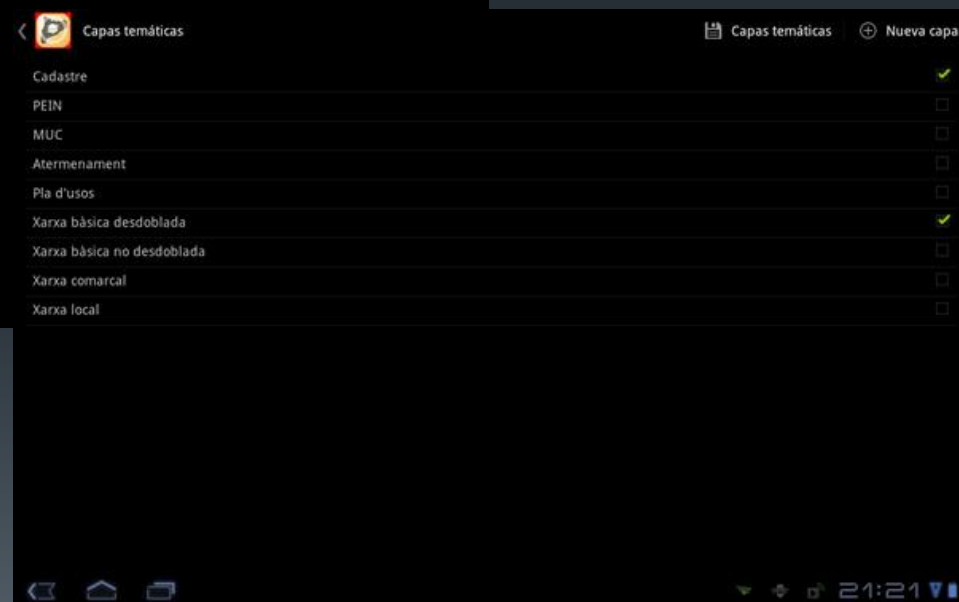 Capas temáticas
Capas temáticas
Nueva capa
Cadastre
PEIN
MUC
Atermenament
Pla d'usos
Xarxa bàsica desdoblada
Xarxa bàsica no desdoblada
Xarxa comarcal
Xarxa local
21:21